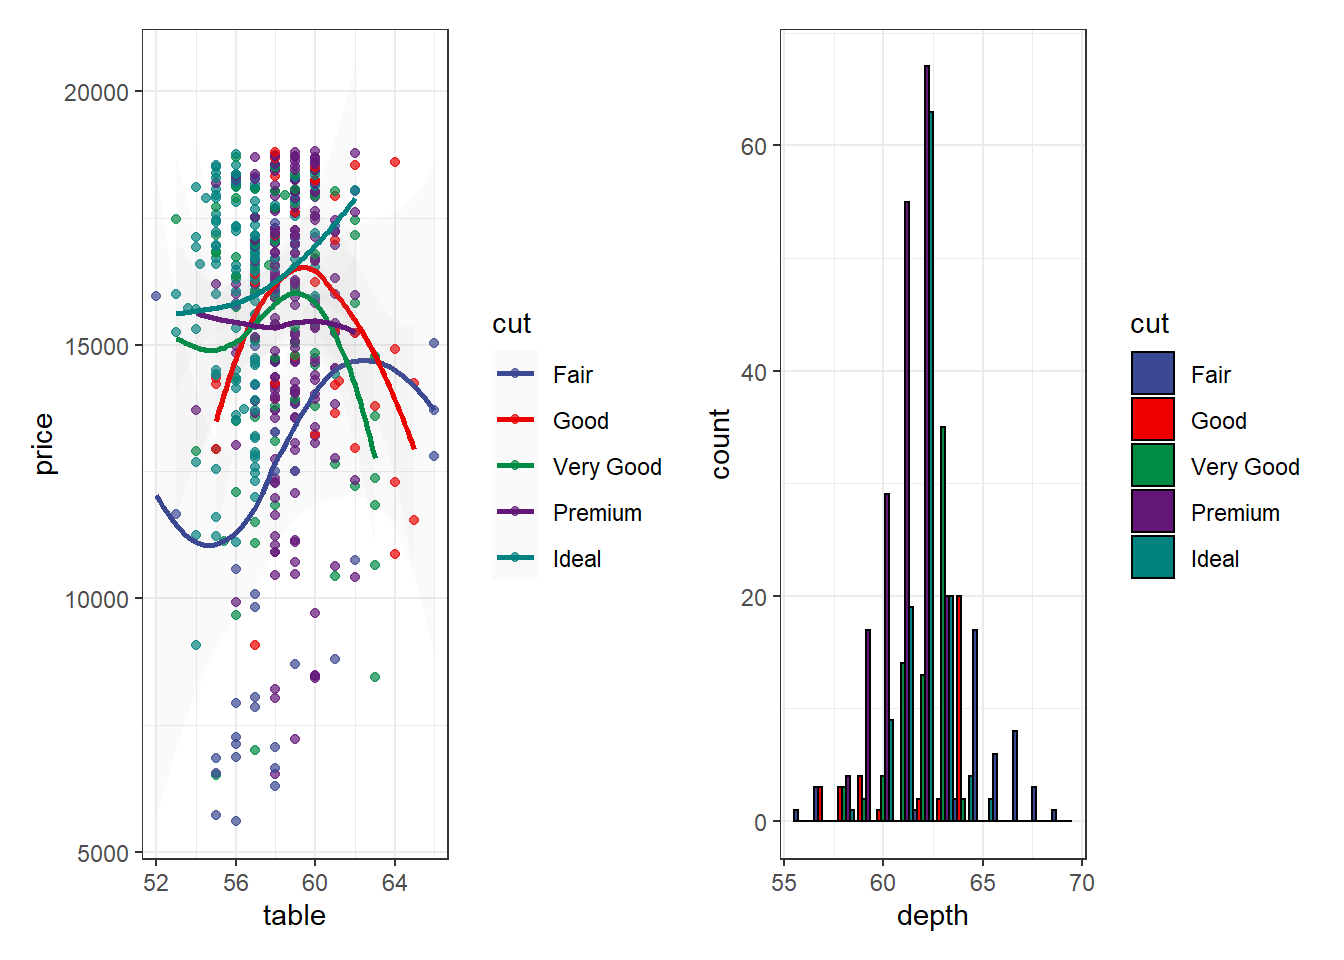 20000
15000
10000
5000
price
52 56 60 64
table
cut
Fair
Good
Very Good
Premium
Ideal
60
40
20
0
count
55 60 65 70
depth
cut
Fair
Good
Very Good
Premium
Ideal